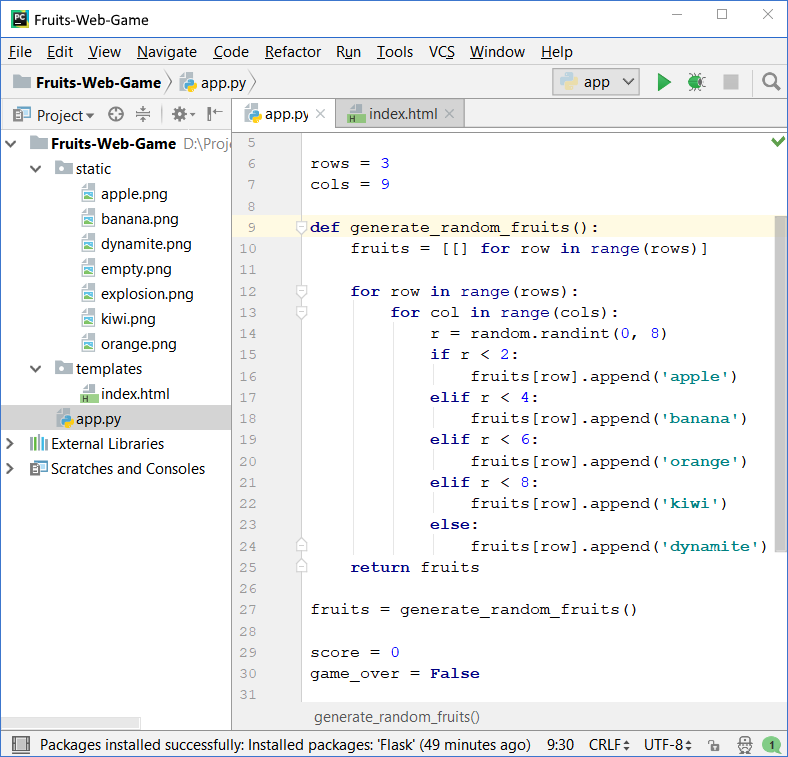 PC Fruits-Web-Game
File Edit View Navigate Code Refactor Run Tools VCS Window Help
Fruits-Web-Game app.py app
Project app.py index.html
Fruits-Web-Game D:\Proj
static
apple.png
banana.png
dynamite.png
empty.png
explosion.png
kiwi.png
orange.png
templates
index.html
app.py
External Libraries
Scratches and Consoles
5
6 rows = 3
7 cols = 9
8
9 def generate_random_fruits():
10 fruits = [[] for row in range(rows)]
11
12 for row in range(rows):
13 for col in range(cols):
14 r = random.randint(0, 8)
15 if r < 2:
16 fruits[row].append('apple')
17 elif r < 4:
18 fruits[row].append('banana')
19 elif r < 6:
20 fruits[row].append('orange')
21 elif r < 8:
22 fruits[row].append('kiwi')
23 else:
24 fruits[row].append('dynamite')
25 return fruits
26
27 fruits = generate_random_fruits()
28
29 score = 0
30 game_over = False
31
generate_random_fruits()
Packages installed successfully: Installed packages: 'Flask' (49 minutes ago) 9:30 CRLF UTF-8 1